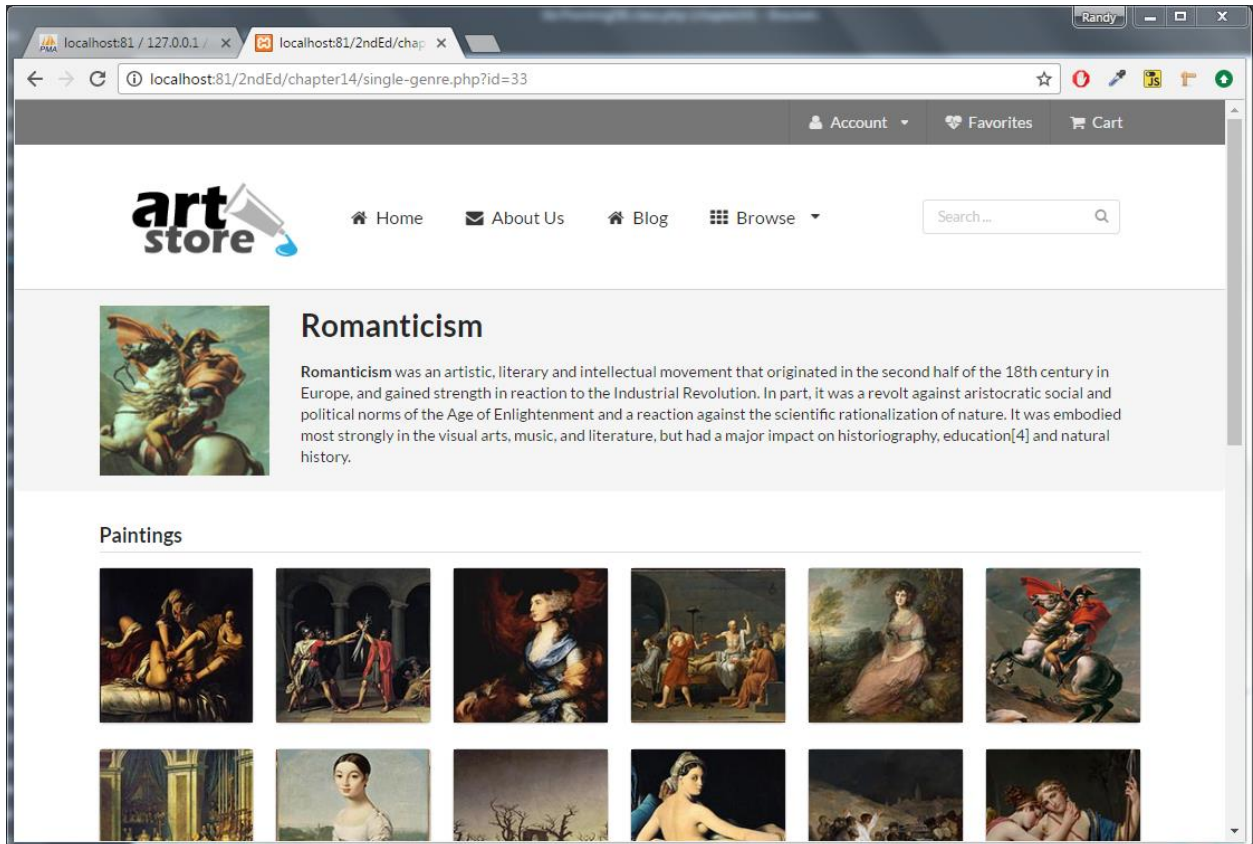 Randy
localhost:81 / 127.0.0.1 /
localhost:81/2ndEd/chap
localhost:81/2ndEd/chapter14/single-genre.php?id=33
Account Favorites Cart
art store
Home About Us Blog Browse Search...
Romanticism
Romanticism was an artistic, literary and intellectual movement that originated in the second half of the 18th century in
Europe, and gained strength in reaction to the Industrial Revolution. In part, it was a revolt against aristocratic social and
political norms of the Age of Enlightenment and a reaction against the scientific rationalization of nature. It was embodied
most strongly in the visual arts, music, and literature, but had a major impact on historiography, education[4] and natural
history.
Paintings